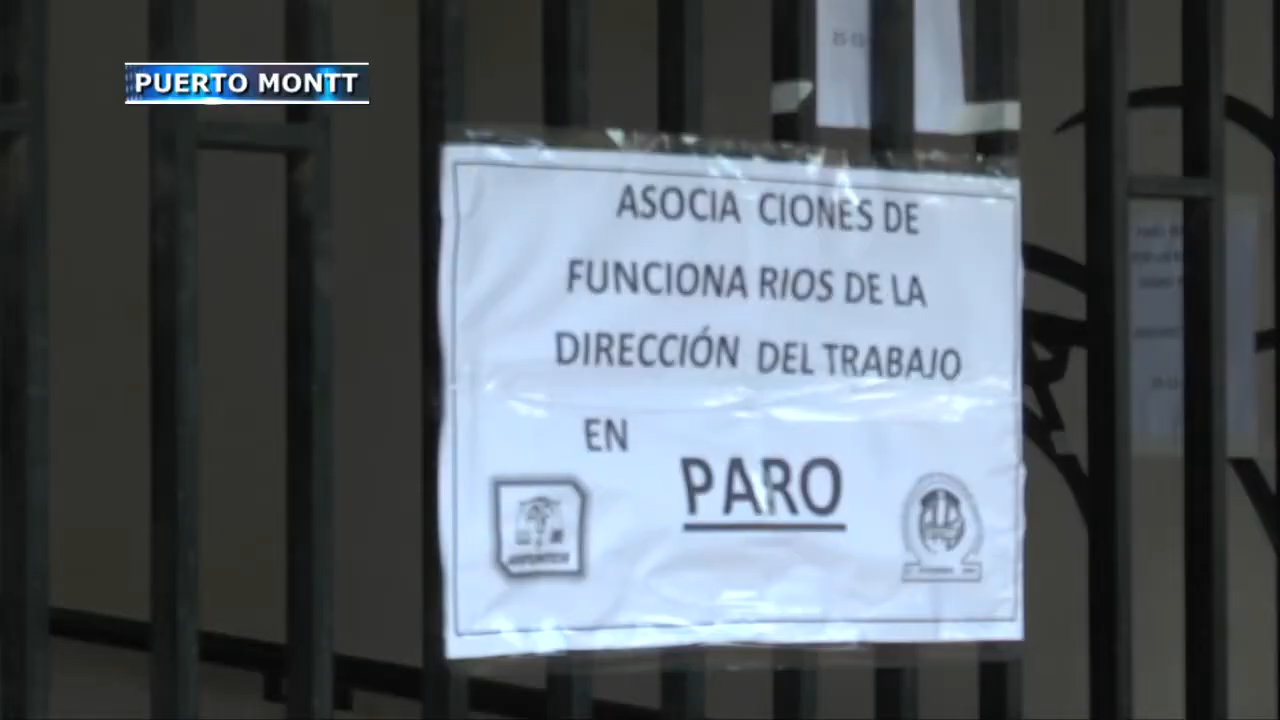 PUERTO MONTT
ASOCIA CIONES DE
FUNCIONA RIOS DE LA
DIRECCIÓN DEL TRABAJO
EN
PARO